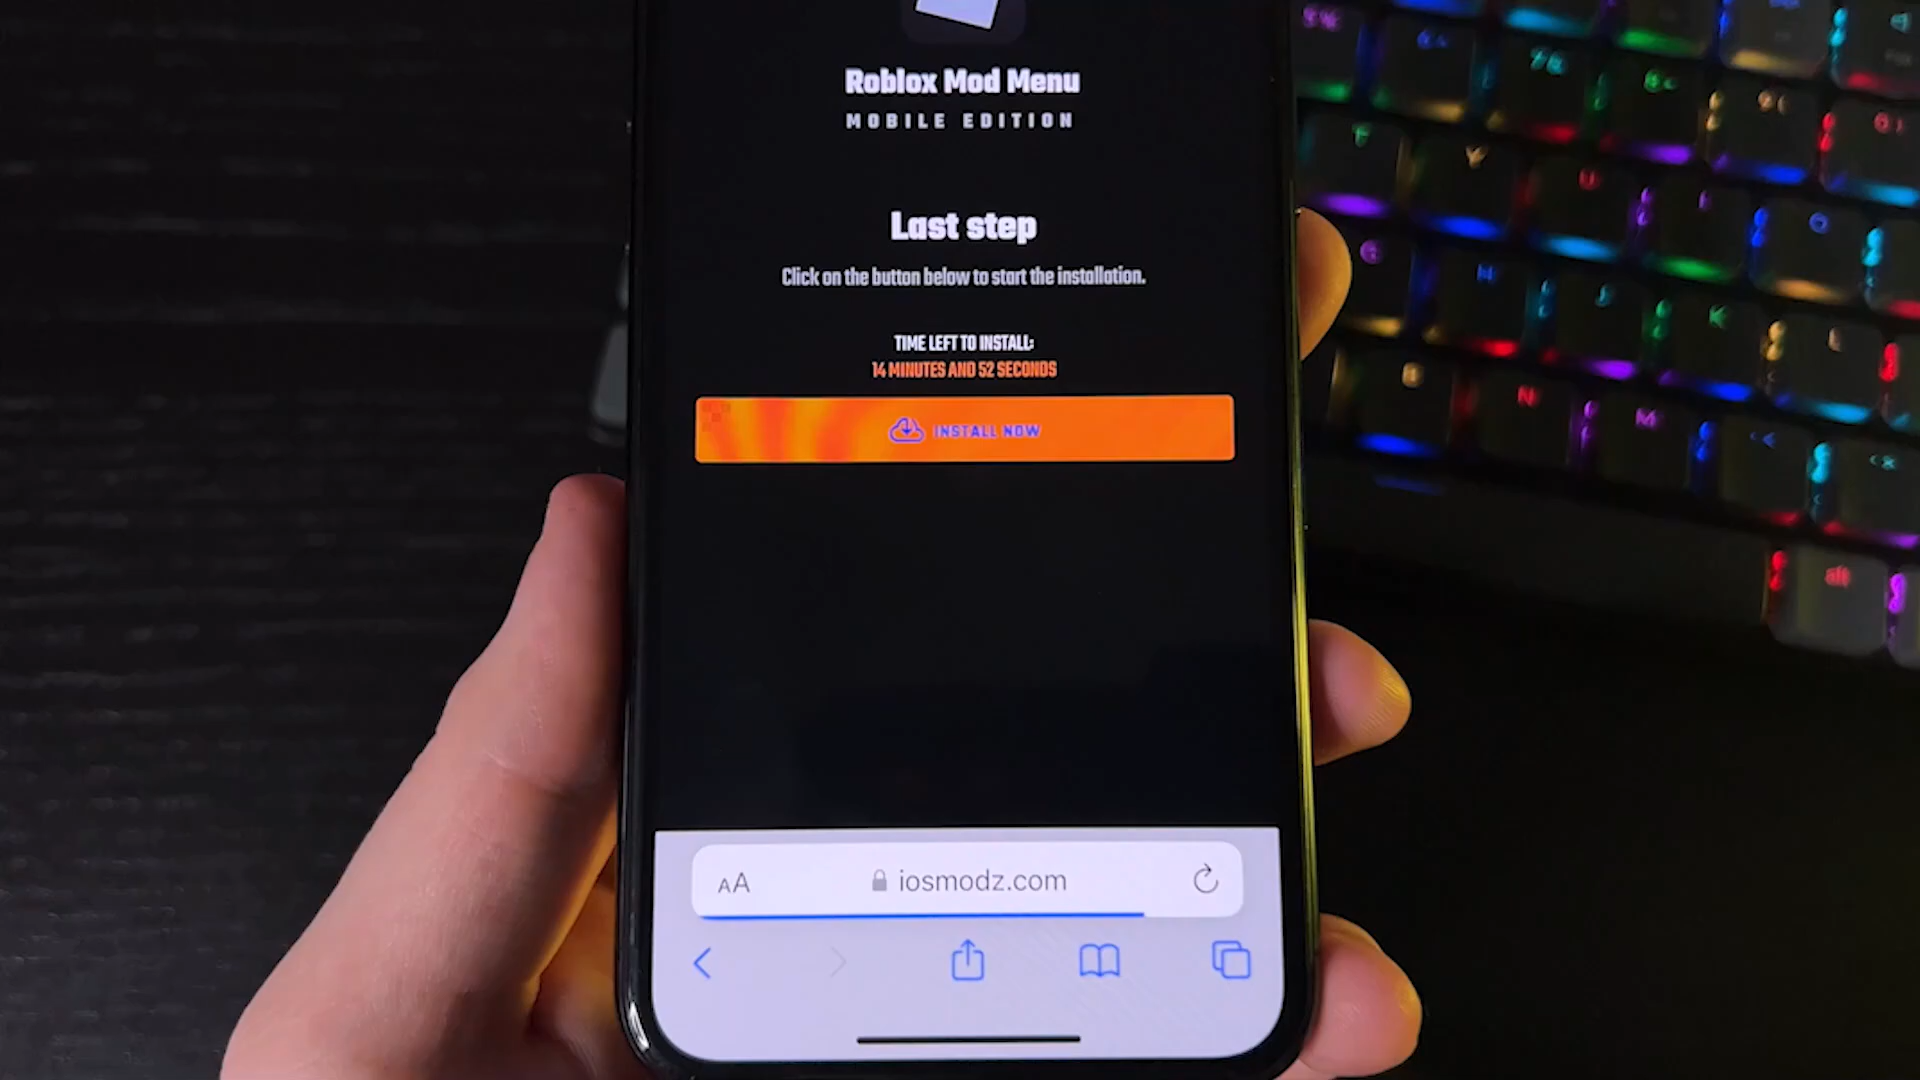 Roblox Mod Menu
MOBILE EDITION
Last step
Click on the button below to start the installation.
TIME LEFT TO INSTALL:
14 MINUTES AND 52 SECONDS
INSTALL NOW
AA
iosmodz.com
T
Y
U
I
O
G
H
J
K
L
B
N
M
alt